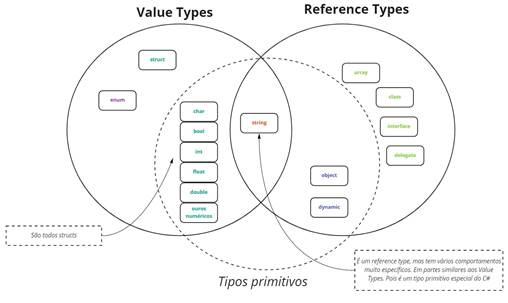 Value Types
Reference Types
struct
enum
char
bool
int
float
double
ouros
numéricos
string
array
class
interface
delegate
object
dynamic
São todos structs
É um reference type, mas tem vários comportamentos
muito específicos. Em partes similares aos Value
Types. Pois é um tipo primitivo especial do C#
Tipos primitivos